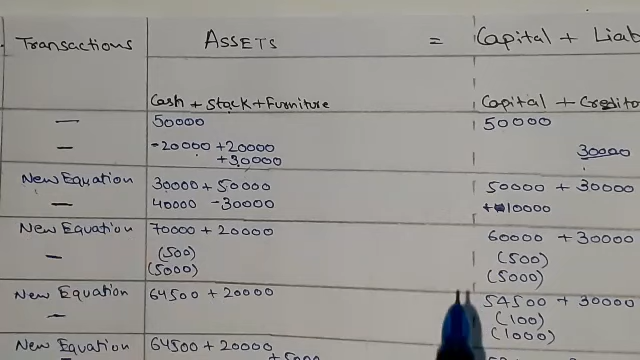 Transactions ASSETS = Capital + Liab
Cash + Stock + Furniture Capital + Credito
— 50000 50000
— -20000 +20000
+30000 30000
New Equation 30000 + 50000 50000 + 30000
— 40000 -30000 +10000
New Equation 70000 + 20000 60000 + 30000
— (500) (500)
(5000) (5000)
New Equation 64500 + 20000 54500 + 30000
— (100)
(1000)
New Equation 64500 + 20000